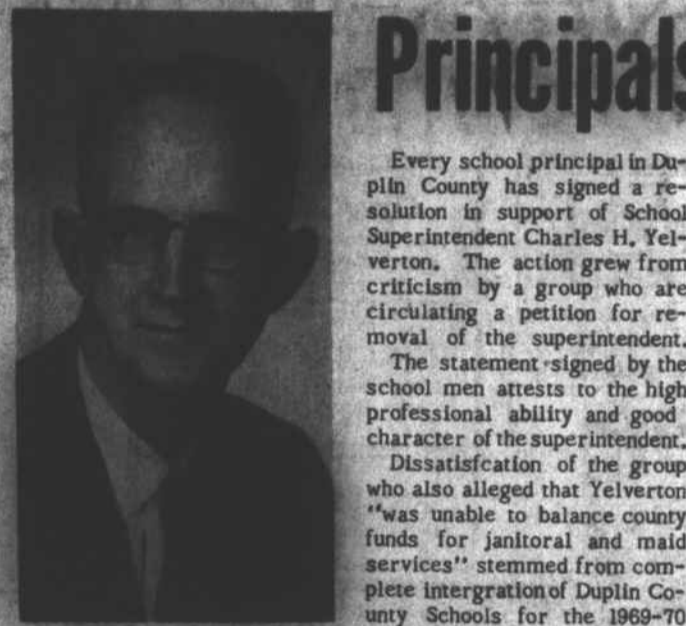 Principals
Every school principal in Du-
plin County has signed a re-
solution in support of School
Superintendent Charles H. Yel-
verton. The action grew from
criticism by a group who are
circulating a petition for re-
moval of the superintendent.
The statement signed by the
school men attests to the high
professional ability and good
character of the superintendent.
Dissatisfcation of the group
who also alleged that Yelverton
"was unable to balance county
funds for janitoral and maid
services" stemmed from com-
plete intergration of Duplin Co-
unty Schools for the 1969-70